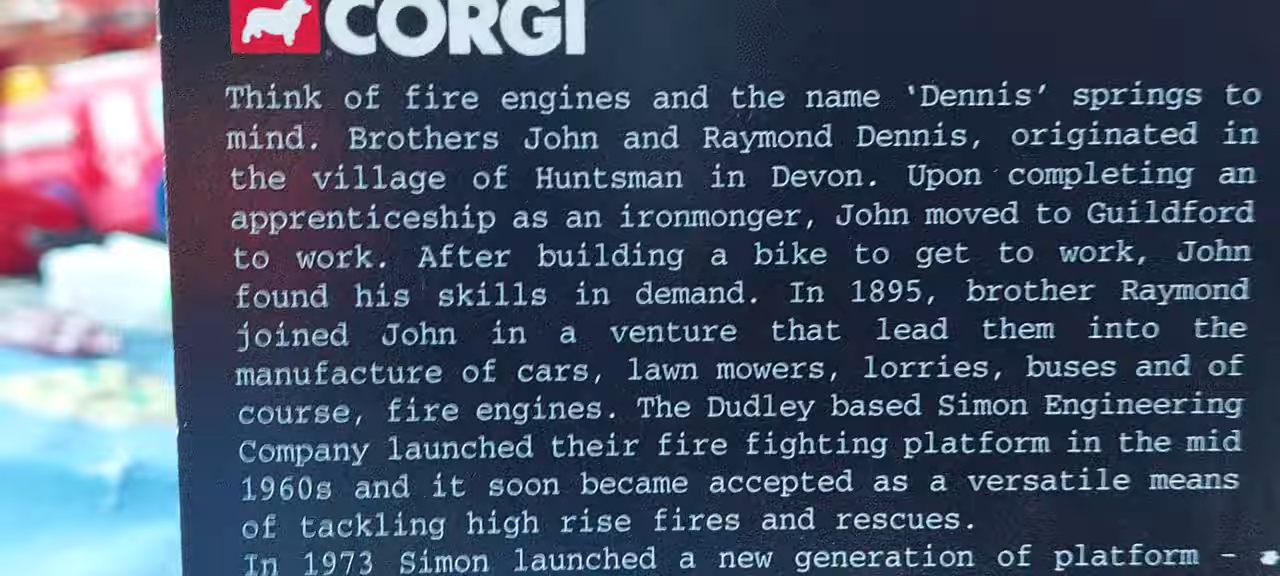 CORGI
Think of fire engines and the name 'Dennis' springs to
mind. Brothers John and Raymond Dennis, originated in
the village of Huntsman in Devon. Upon completing an
apprenticeship as an ironmonger, John moved to Guildford
to work. After building a bike to get to work, John
found his skills in demand. In 1895, brother Raymond
joined John in a venture that lead them into the
manufacture of cars, lawn mowers, lorries, buses and of
course, fire engines. The Dudley based Simon Engineering
Company launched their fire fighting platform in the mid
1960s and it soon became accepted as a versatile means
of tackling high rise fires and rescues.
In 1973 Simon launched a new generation of platform -